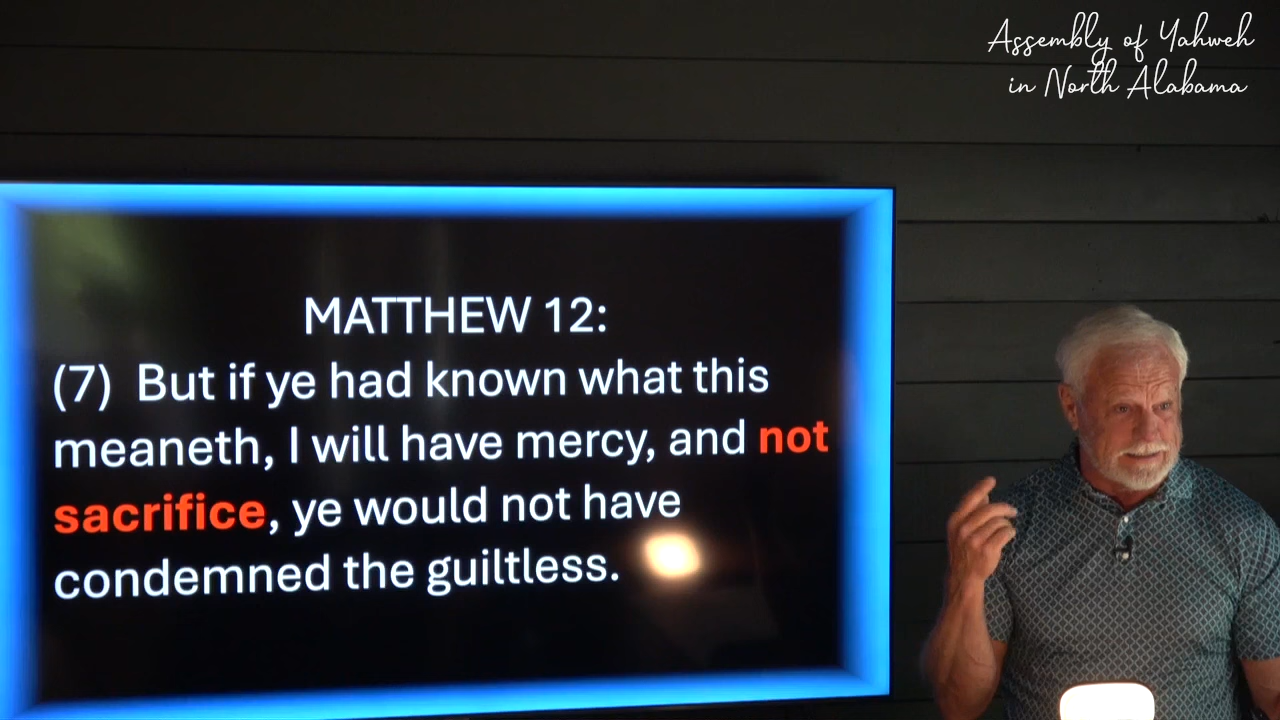 Assembly of Yahweh
in North Alabama
MATTHEW 12:
(7) But if ye had known what this
meaneth, I will have mercy, and not
sacrifice, ye would not have
condemned the guiltless.